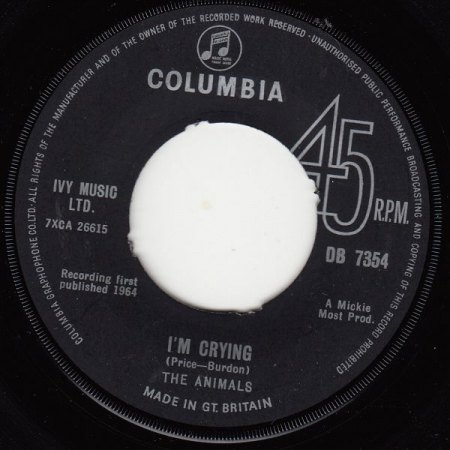 ALL RIGHTS OF THE MANUFACTURER AND OF THE OWNER OF THE RECORDED WORK RESERVED - UNAUTHORISED PUBLIC PERFORMANCE BROADCASTING AND COPYING OF THIS RECORD PROHIBITED
COLUMBIA GRAPHOPHONE CO. LTD.
COLUMBIA
45
R.P.M.
IVY MUSIC
LTD.
7XCA 26615
DB 7354
Recording first
published 1964
A Mickie
Most Prod.
I'M CRYING
(Price—Burdon)
THE ANIMALS
MADE IN GT. BRITAIN